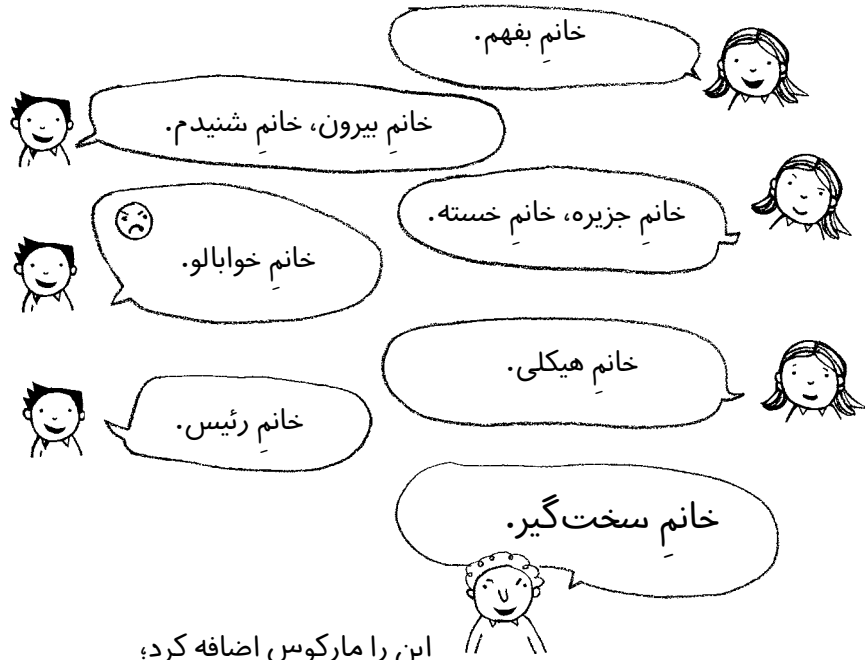 خانمِ بفهم.
خانمِ بیرون، خانمِ شنیدم.
خانمِ جزیره، خانمِ خسته.
خانمِ خوابالو.
خانمِ هیکلی.
خانمِ رئیس.
خانمِ سخت‌گیر.
این را مارکوس اضافه کرد؛